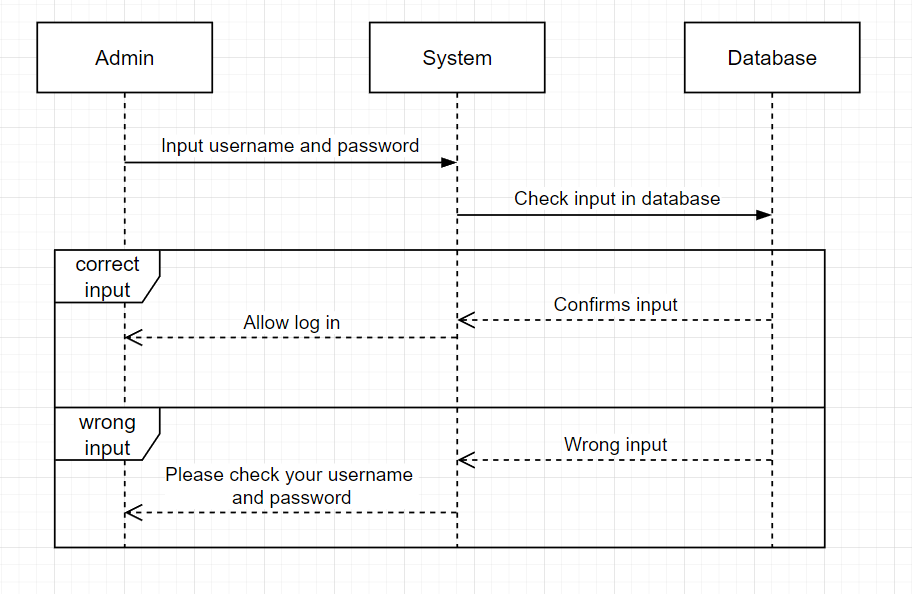 Admin
System
Database
Input username and password
Check input in database
correct
input
Confirms input
Allow log in
wrong
input
Wrong input
Please check your username
and password